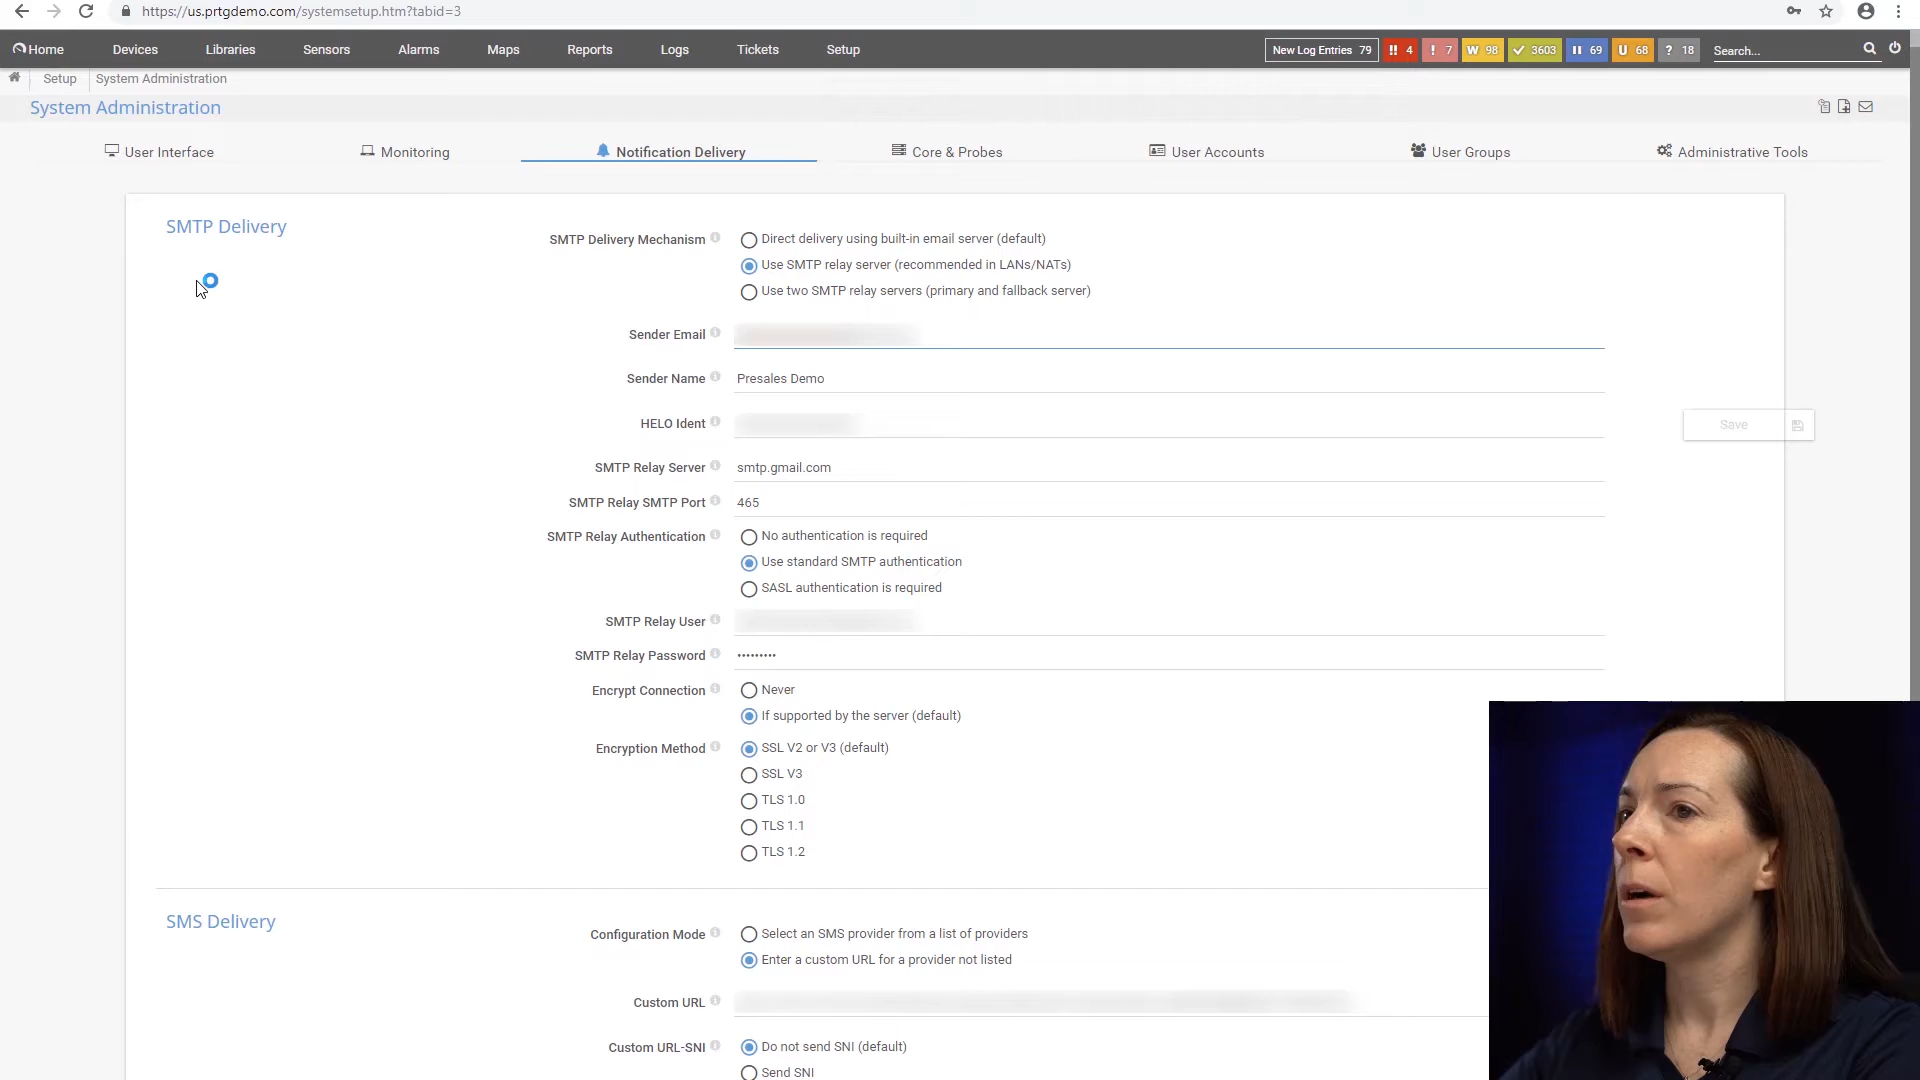 https://us.prtgdemo.com/systemsetup.htm?tabid=3
Home Devices Libraries Sensors Alarms Maps Reports Logs Tickets Setup New Log Entries 79 !! 4 ! 7 W 98 3603 69 U 68 ? 18 Search...
Setup System Administration
System Administration
User Interface Monitoring Notification Delivery Core & Probes User Accounts User Groups Administrative Tools
SMTP Delivery
SMTP Delivery Mechanism Direct delivery using built-in email server (default)
Use SMTP relay server (recommended in LANs/NATs)
Use two SMTP relay servers (primary and fallback server)
Sender Email
Sender Name Presales Demo
HELO Ident
Save
SMTP Relay Server smtp.gmail.com
SMTP Relay SMTP Port 465
SMTP Relay Authentication No authentication is required
Use standard SMTP authentication
SASL authentication is required
SMTP Relay User
SMTP Relay Password •••••••••
Encrypt Connection Never
If supported by the server (default)
Encryption Method SSL V2 or V3 (default)
SSL V3
TLS 1.0
TLS 1.1
TLS 1.2
SMS Delivery
Configuration Mode Select an SMS provider from a list of providers
Enter a custom URL for a provider not listed
Custom URL
Custom URL-SNI Do not send SNI (default)
Send SNI